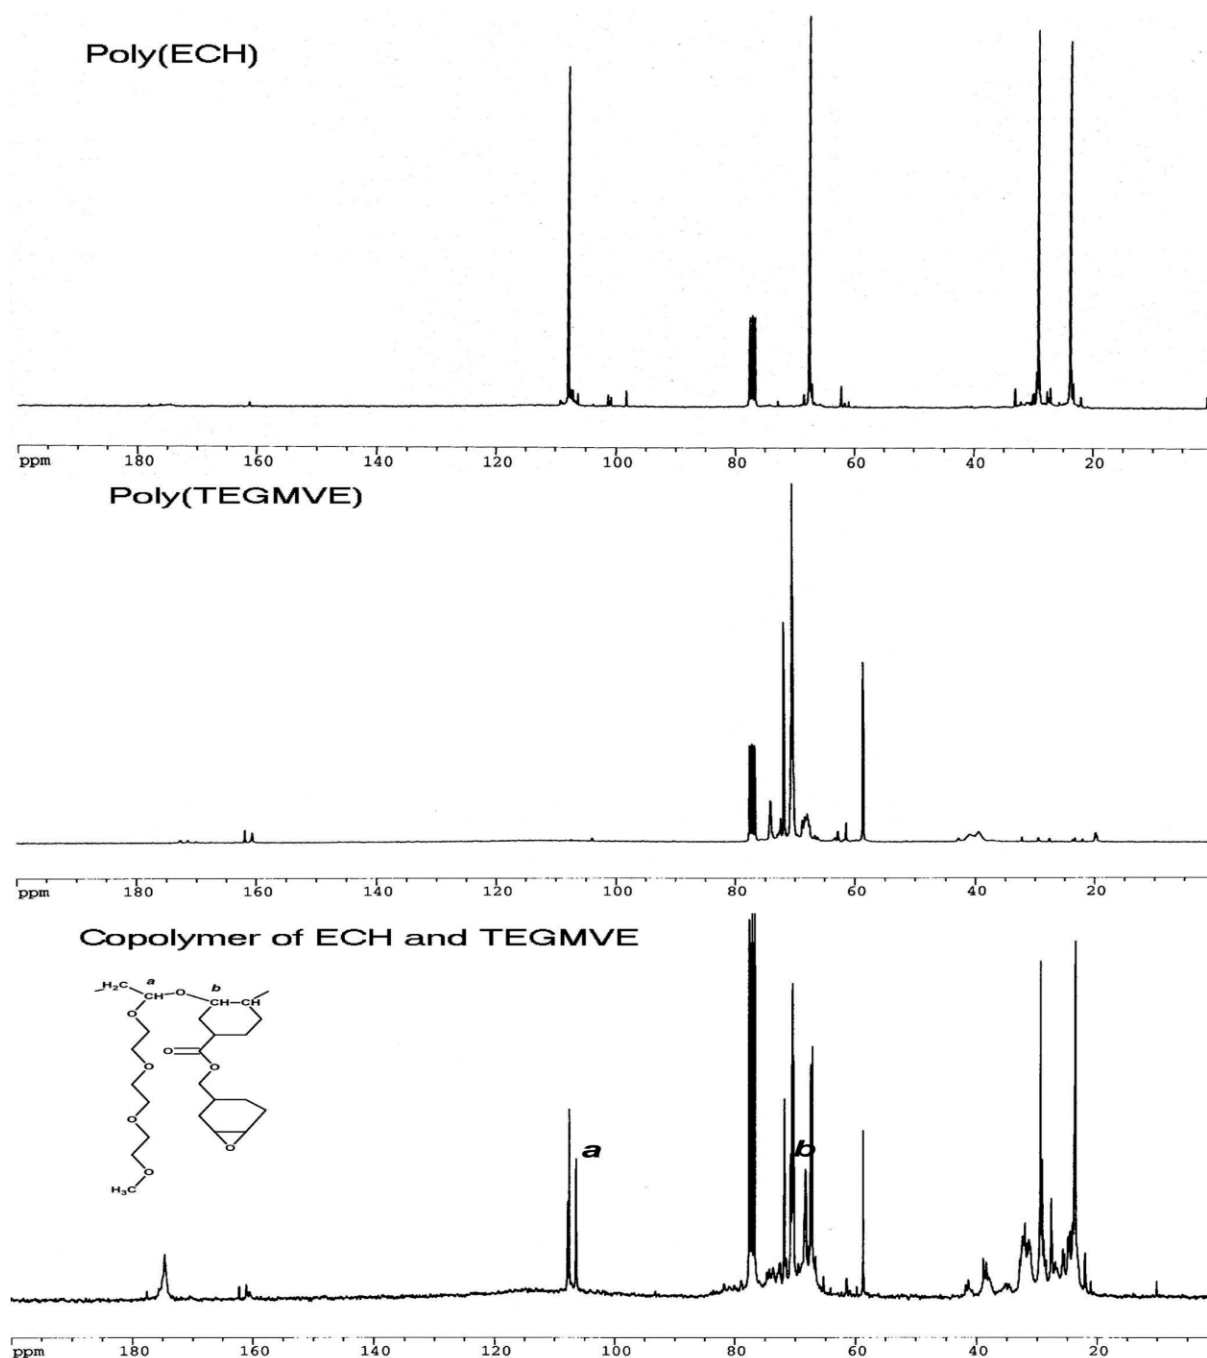 Poly(ECH)
ppm 180 160 140 120 100 80 60 40 20
Poly(TEGMVE)
ppm 180 160 140 120 100 80 60 40 20
Copolymer of ECH and TEGMVE
H₂C a b
CH O CH CH
O
O
O O
O
O
O
O
H₃C
a b
ppm 180 160 140 120 100 80 60 40 20